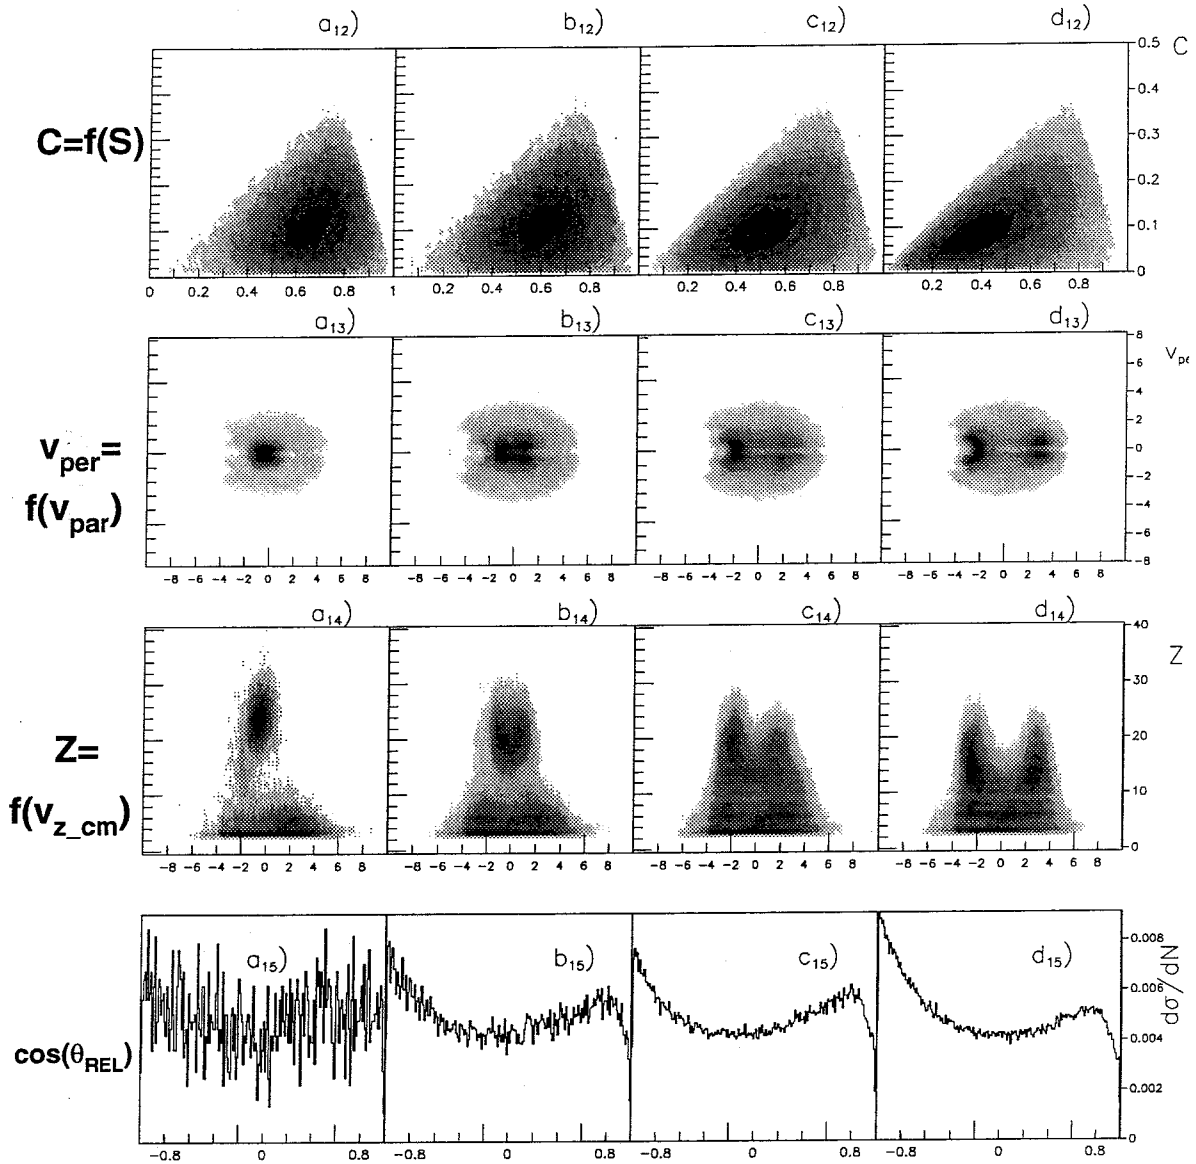 a12) b12) c12) d12)
0.5 C
0.4
C=f(S)
0.3
0.2
0.1
0
0 0.2 0.4 0.6 0.8 1 0.2 0.4 0.6 0.8 0.2 0.4 0.6 0.8 0.2 0.4 0.6 0.8
a13) b13) c13) d13)
8
6
4
2
0
-2
-4
-6
-8
vper=
f(vpar)
-8 -6 -4 -2 0 2 4 6 8 -8 -6 -4 -2 0 2 4 6 8 -8 -6 -4 -2 0 2 4 6 8 -8 -6 -4 -2 0 2 4 6 8
a14) b14) c14) d14)
40
Z
30
20
10
0
Z=
f(vz_cm)
-8 -6 -4 -2 0 2 4 6 8 -8 -6 -4 -2 0 2 4 6 8 -8 -6 -4 -2 0 2 4 6 8 -8 -6 -4 -2 0 2 4 6 8
a15) b15) c15) d15)
0.008
0.006
0.004
0.002
0
dσ/dN
cos(θREL)
-0.8 0 0.8 -0.8 0 0.8 -0.8 0 0.8 -0.8 0 0.8